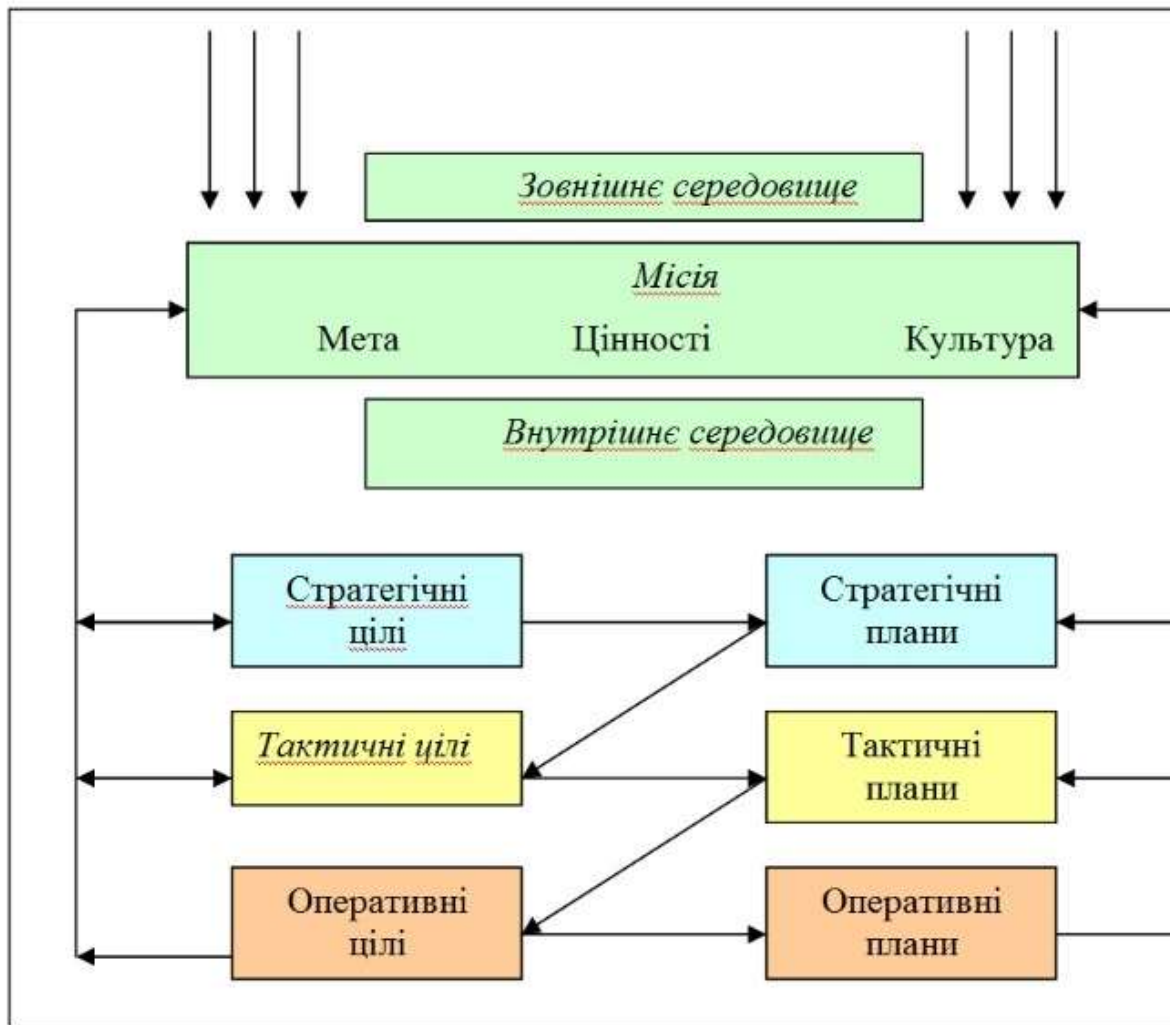 Зовнішнє середовище
Місія
Мета Цінності Культура
Внутрішнє середовище
Стратегічні
цілі
Стратегічні
плани
Тактичні цілі
Тактичні
плани
Оперативні
цілі
Оперативні
плани